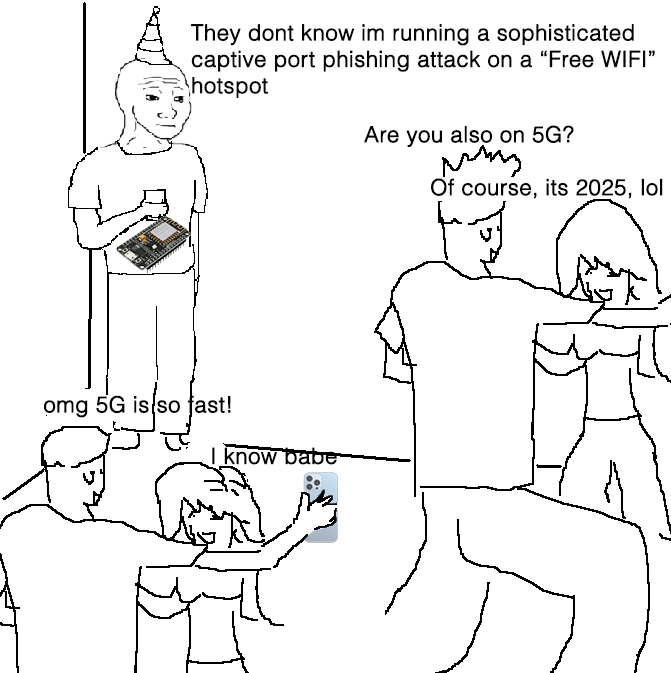 They dont know im running a sophisticated
captive port phishing attack on a “Free WIFI”
hotspot
Are you also on 5G?
Of course, its 2025, lol
omg 5G is so fast!
I know babe